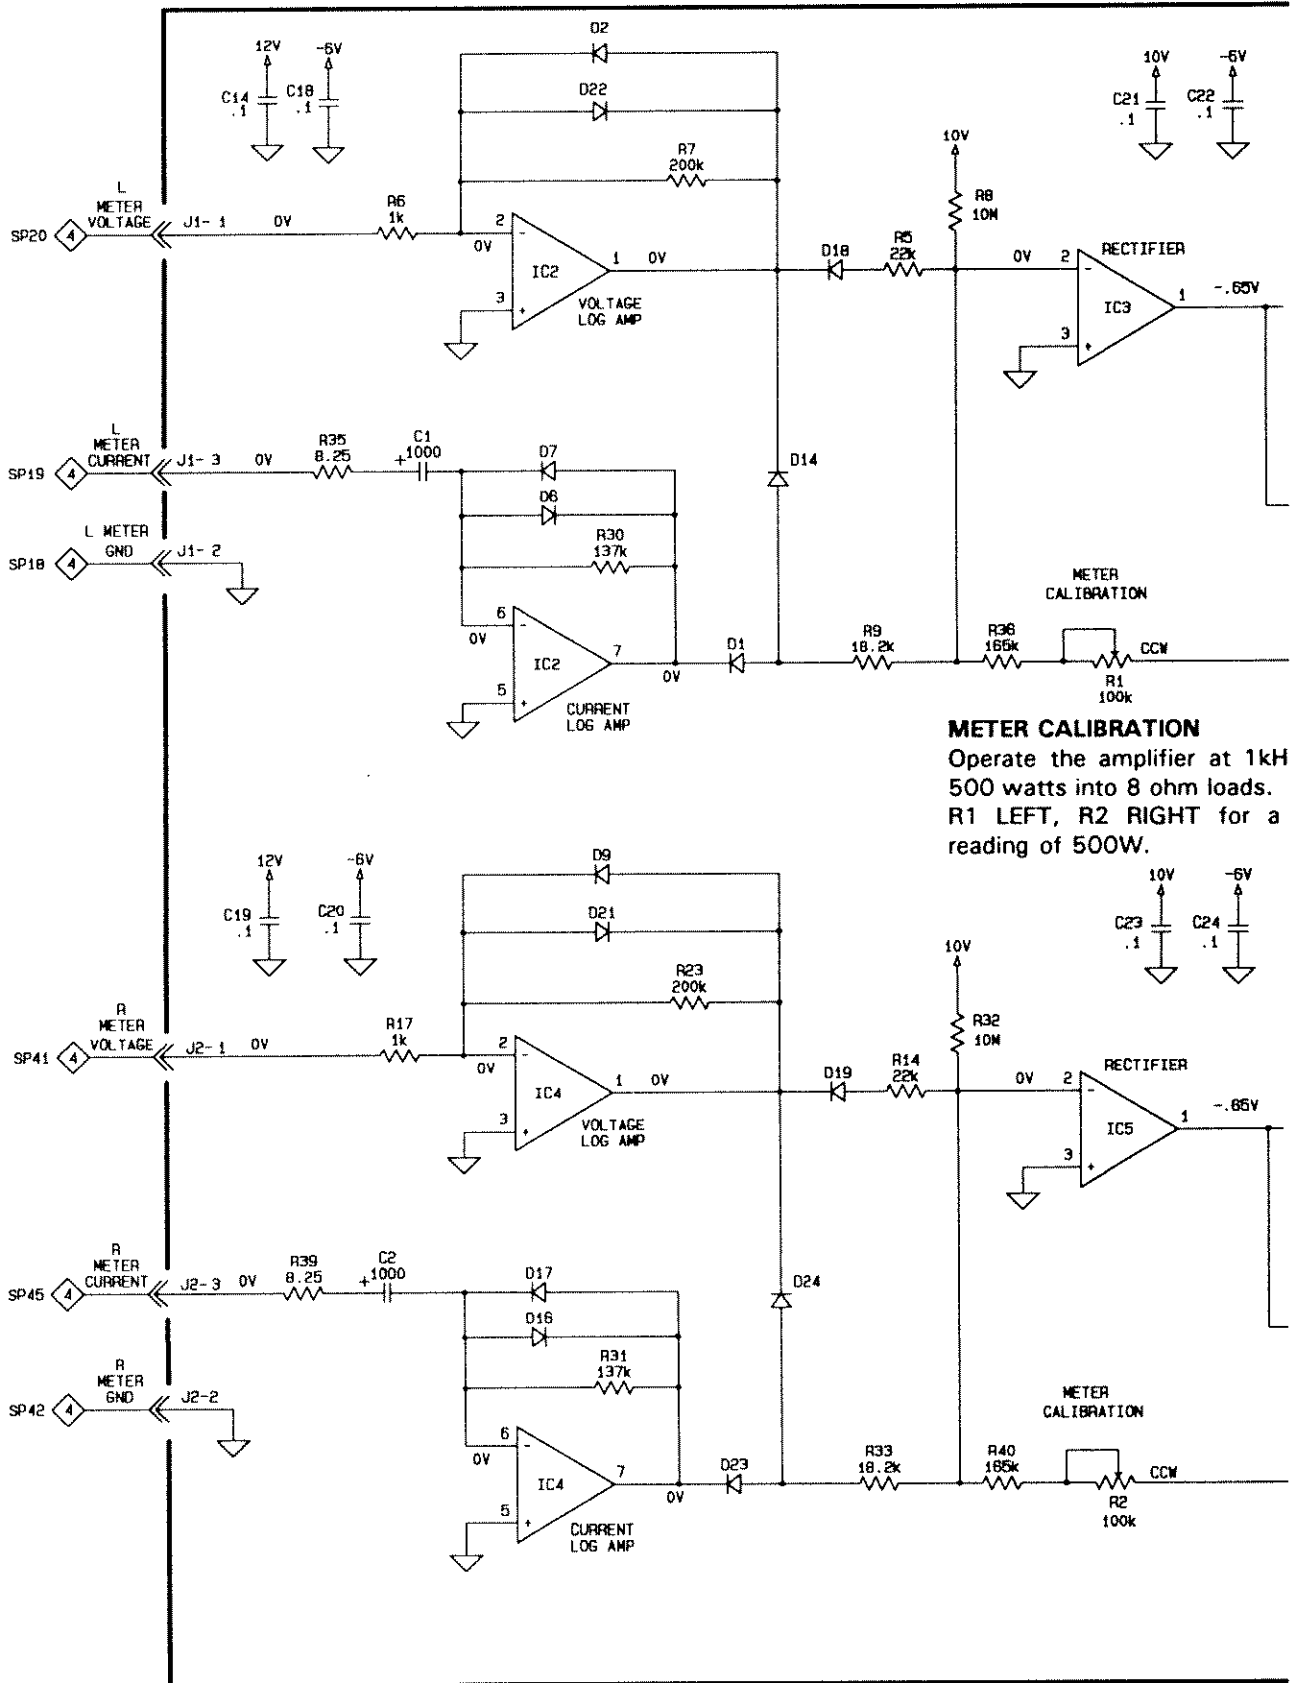 12V
-6V
C14
.1
C18
.1
D2
D22
R7
200k
10V
-6V
C21
.1
C22
.1
10V
R8
10M
L
METER
VOLTAGE
SP20
4
J1-1
0V
R6
1k
2
-
0V
IC2
1
0V
3
+
VOLTAGE
LOG AMP
D18
R5
22k
0V
2
-
RECTIFIER
IC3
1
-.65V
3
+
L
METER
CURRENT
SP19
4
J1-3
0V
R35
8.25
C1
+
1000
D7
D6
R30
137k
D14
L METER
GND
SP18
4
J1-2
6
-
0V
IC2
7
0V
5
+
CURRENT
LOG AMP
D1
R9
18.2k
R36
165k
METER
CALIBRATION
CCW
R1
100k
METER CALIBRATION
Operate the amplifier at 1kH
500 watts into 8 ohm loads.
R1 LEFT, R2 RIGHT for a
reading of 500W.
12V
-6V
C19
.1
C20
.1
D9
D21
R23
200k
10V
-6V
C23
.1
C24
.1
10V
R32
10M
R
METER
VOLTAGE
SP41
4
J2-1
0V
R17
1k
2
-
0V
IC4
1
0V
3
+
VOLTAGE
LOG AMP
D19
R14
22k
0V
2
-
RECTIFIER
IC5
1
-.65V
3
+
R
METER
CURRENT
SP45
4
J2-3
0V
R39
8.25
C2
+
1000
D17
D16
R31
137k
D24
R
METER
GND
SP42
4
J2-2
6
-
0V
IC4
7
0V
5
+
CURRENT
LOG AMP
D23
R33
18.2k
R40
165k
METER
CALIBRATION
CCW
R2
100k